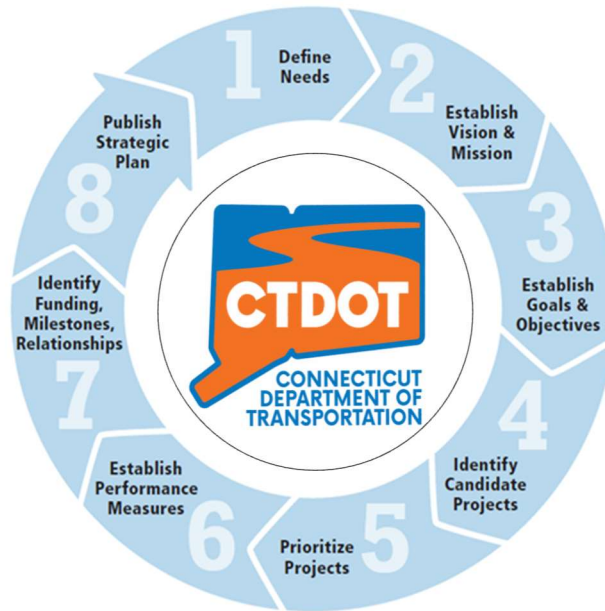 1
Define
Needs
2
Establish
Vision &
Mission
3
Establish
Goals &
Objectives
4
Identify
Candidate
Projects
5
Prioritize
Projects
6
Establish
Performance
Measures
7
Identify
Funding,
Milestones,
Relationships
8
Publish
Strategic
Plan
CTDOT
CONNECTICUT
DEPARTMENT OF
TRANSPORTATION